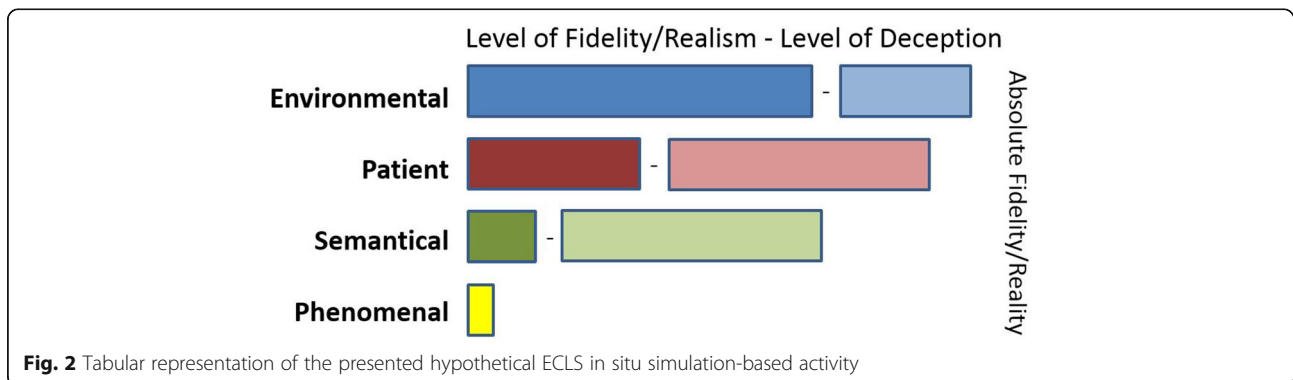 Level of Fidelity/Realism - Level of Deception
Environmental
-
Patient
-
Semantical
-
Phenomenal
Absolute Fidelity/Reality
Fig. 2 Tabular representation of the presented hypothetical ECLS in situ simulation-based activity